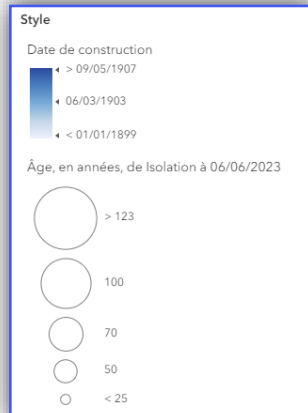 Style
Date de construction
> 09/05/1907
06/03/1903
< 01/01/1899
Âge, en années, de Isolation à 06/06/2023
> 123
100
70
50
< 25